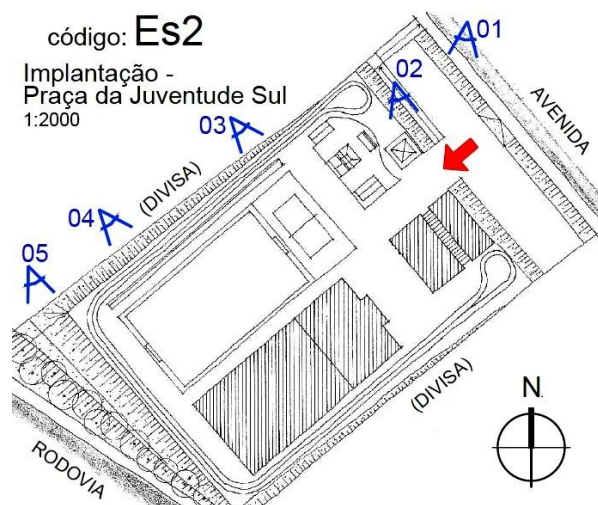 código: Es2
Implantação -
Praça da Juventude Sul
1:2000
01
02
03
04
05
AVENIDA
(DIVISA)
(DIVISA)
RODOVIA
N